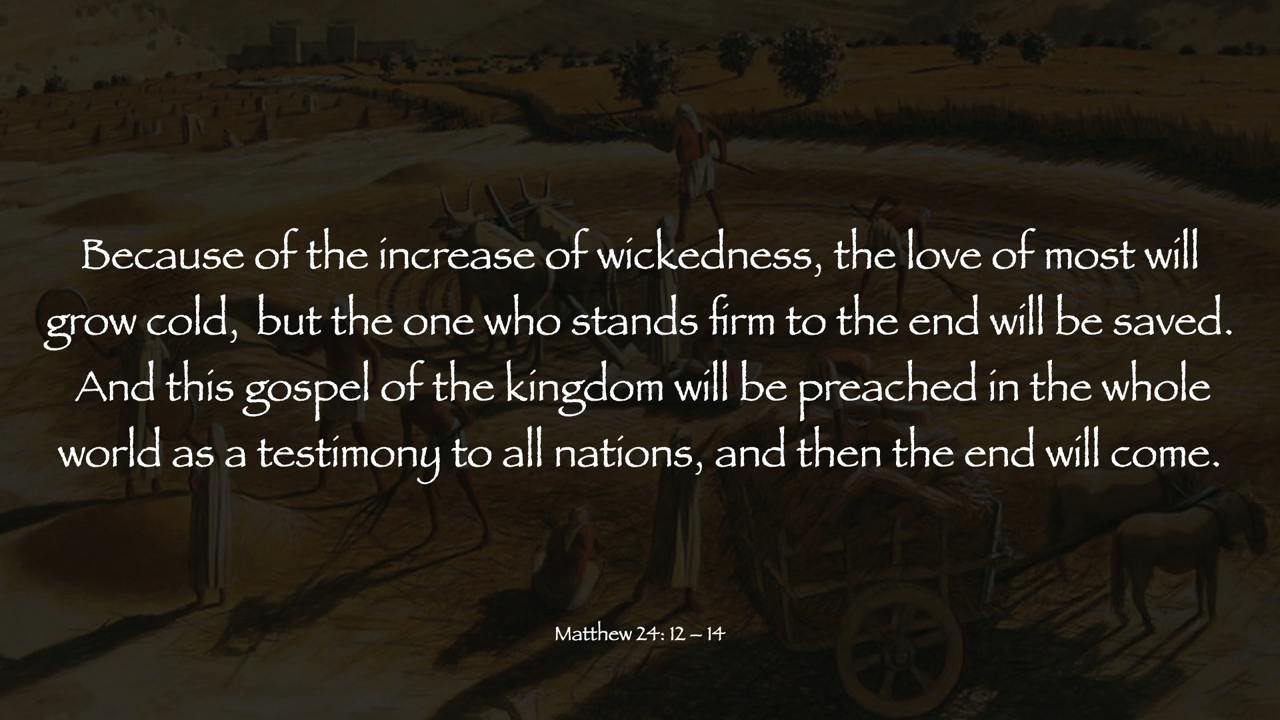 Because of the increase of wickedness, the love of most will
grow cold,  but the one who stands firm to the end will be saved.
And this gospel of the kingdom will be preached in the whole
world as a testimony to all nations, and then the end will come.
Matthew 24: 12 – 14